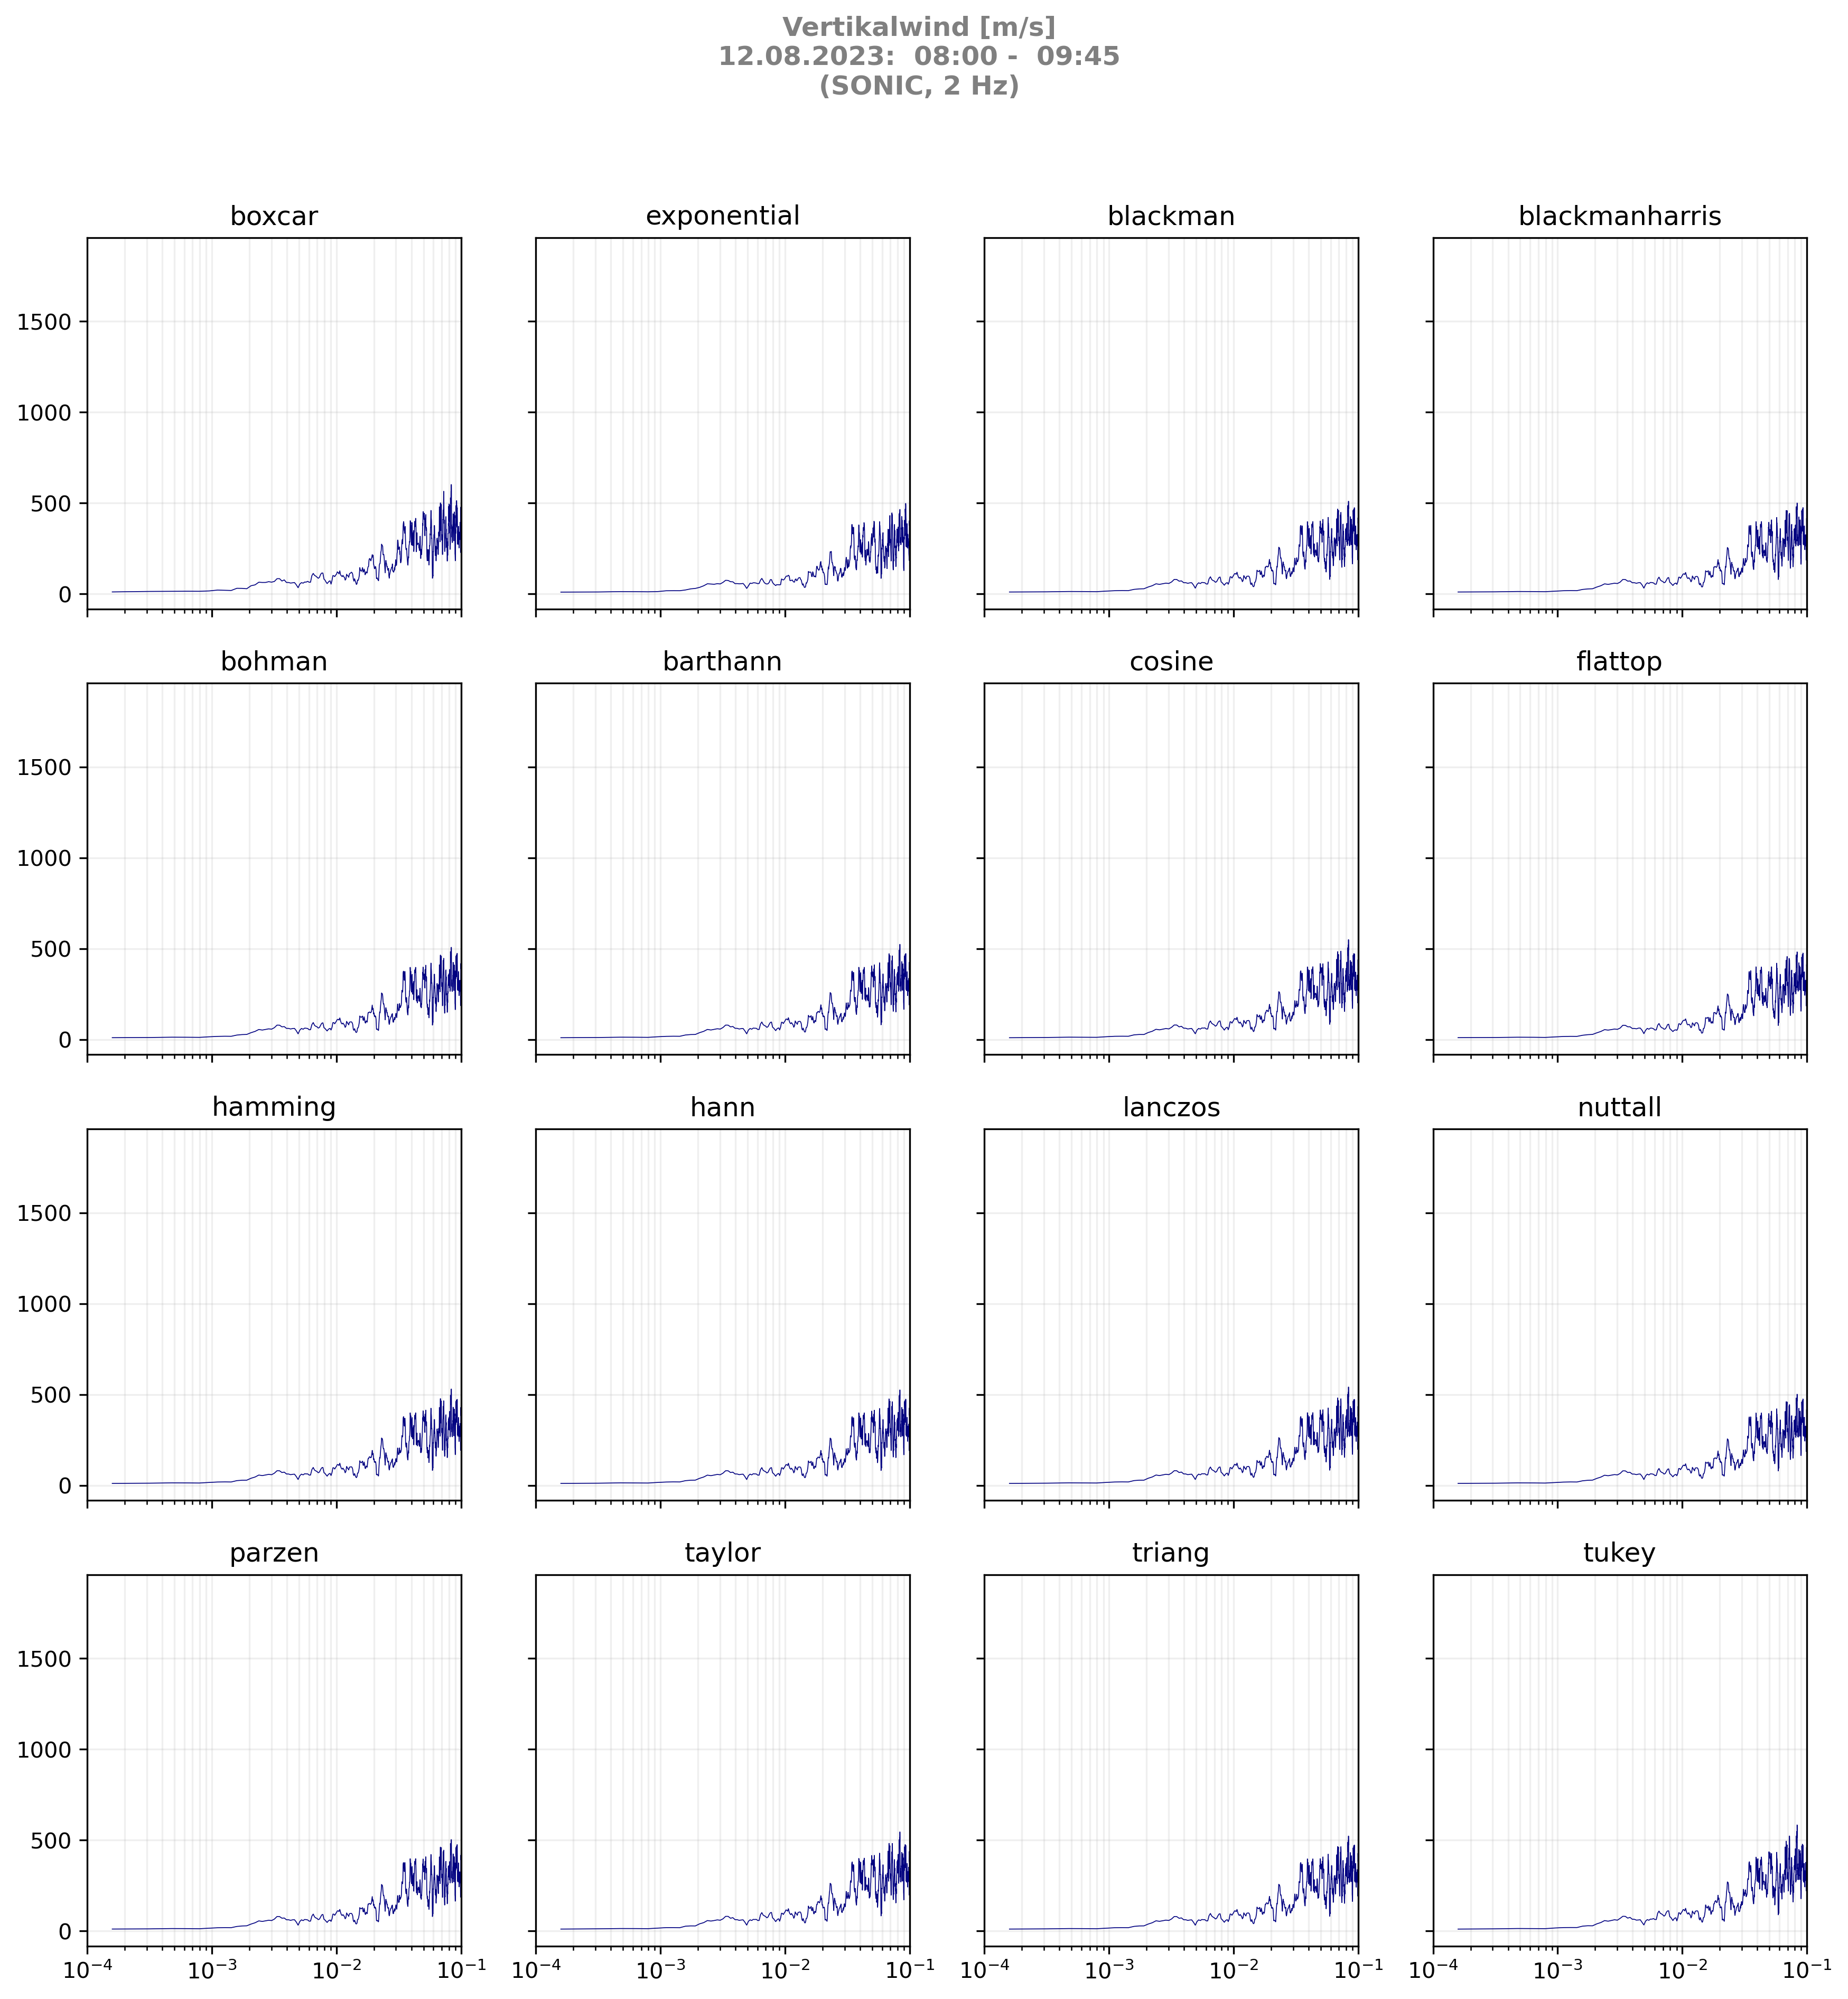 Vertikalwind [m/s]
12.08.2023:  08:00 -  09:45
(SONIC, 2 Hz)
boxcar
exponential
blackman
blackmanharris
1500
1000
500
0
bohman
barthann
cosine
flattop
1500
1000
500
0
hamming
hann
lanczos
nuttall
1500
1000
500
0
parzen
taylor
triang
tukey
1500
1000
500
0
10⁻⁴ 10⁻³ 10⁻² 10⁻¹
10⁻⁴ 10⁻³ 10⁻² 10⁻¹
10⁻⁴ 10⁻³ 10⁻² 10⁻¹
10⁻⁴ 10⁻³ 10⁻² 10⁻¹